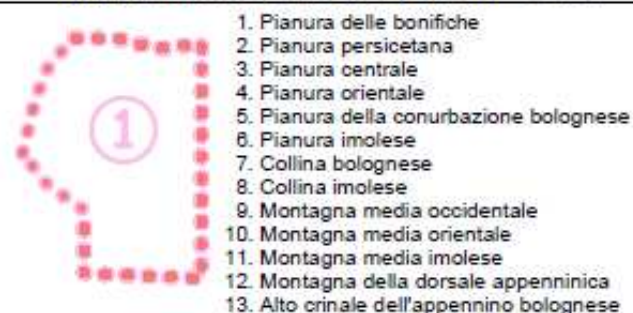 1
1. Pianura delle bonifiche
2. Pianura persicetana
3. Pianura centrale
4. Pianura orientale
5. Pianura della conurbazione bolognese
6. Pianura imolese
7. Collina bolognese
8. Collina imolese
9. Montagna media occidentale
10. Montagna media orientale
11. Montagna media imolese
12. Montagna della dorsale appenninica
13. Alto crinale dell'appennino bolognese